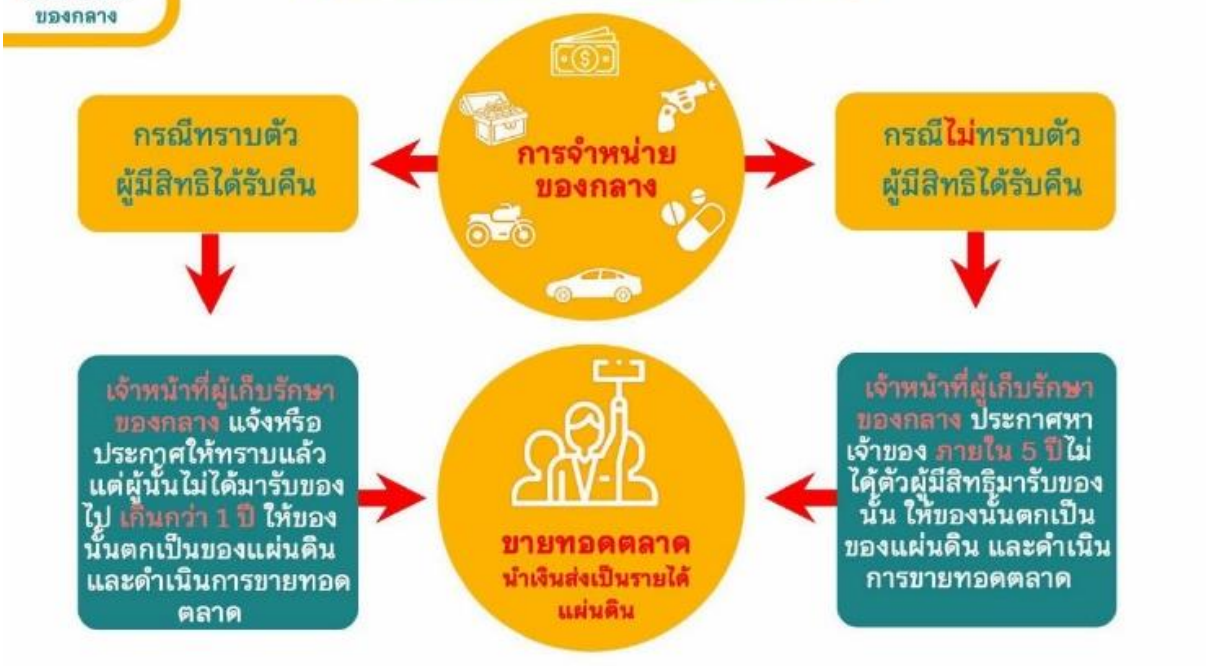 ของกลาง
การจำหน่าย
ของกลาง
กรณีทราบตัว
ผู้มีสิทธิได้รับคืน
กรณีไม่ทราบตัว
ผู้มีสิทธิได้รับคืน
เจ้าหน้าที่ผู้เก็บรักษา
ของกลาง แจ้งหรือ
ประกาศให้ทราบแล้ว
แต่ผู้นั้นไม่ได้มารับของ
ไป เกินกว่า 1 ปี ให้ของ
นั้นตกเป็นของแผ่นดิน
และดำเนินการขายทอด
ตลาด
ขายทอดตลาด
นำเงินส่งเป็นรายได้
แผ่นดิน
เจ้าหน้าที่ผู้เก็บรักษา
ของกลาง ประกาศหา
เจ้าของ ภายใน 5 ปีไม่
ได้ตัวผู้มีสิทธิมารับของ
นั้น ให้ของนั้นตกเป็น
ของแผ่นดิน และดำเนิน
การขายทอดตลาด